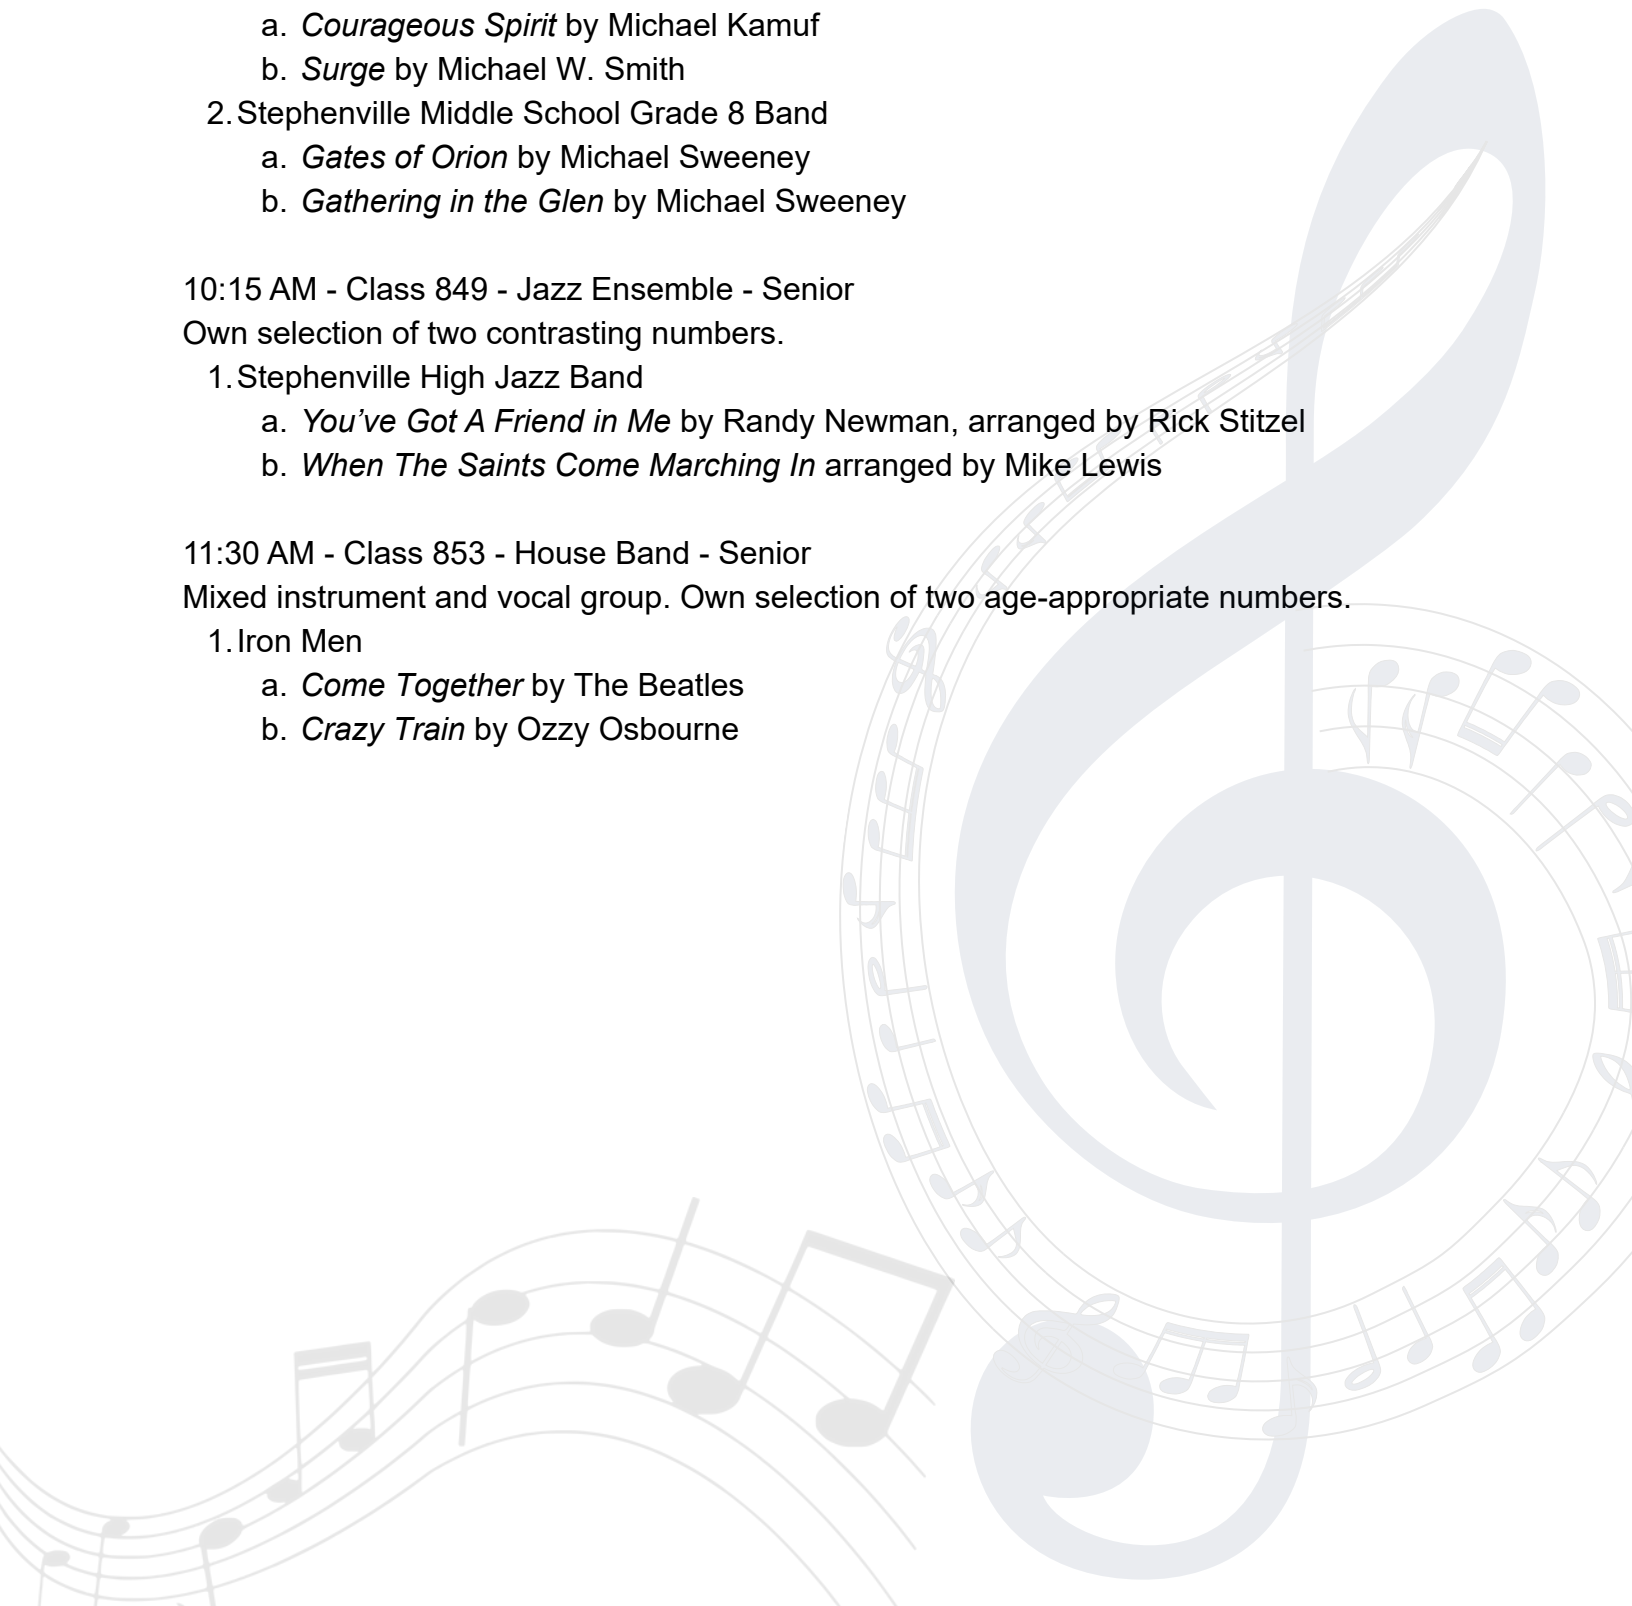 a. Courageous Spirit by Michael Kamuf
b. Surge by Michael W. Smith
2. Stephenville Middle School Grade 8 Band
a. Gates of Orion by Michael Sweeney
b. Gathering in the Glen by Michael Sweeney
10:15 AM - Class 849 - Jazz Ensemble - Senior
Own selection of two contrasting numbers.
1. Stephenville High Jazz Band
a. You’ve Got A Friend in Me by Randy Newman, arranged by Rick Stitzel
b. When The Saints Come Marching In arranged by Mike Lewis
11:30 AM - Class 853 - House Band - Senior
Mixed instrument and vocal group. Own selection of two age-appropriate numbers.
1. Iron Men
a. Come Together by The Beatles
b. Crazy Train by Ozzy Osbourne